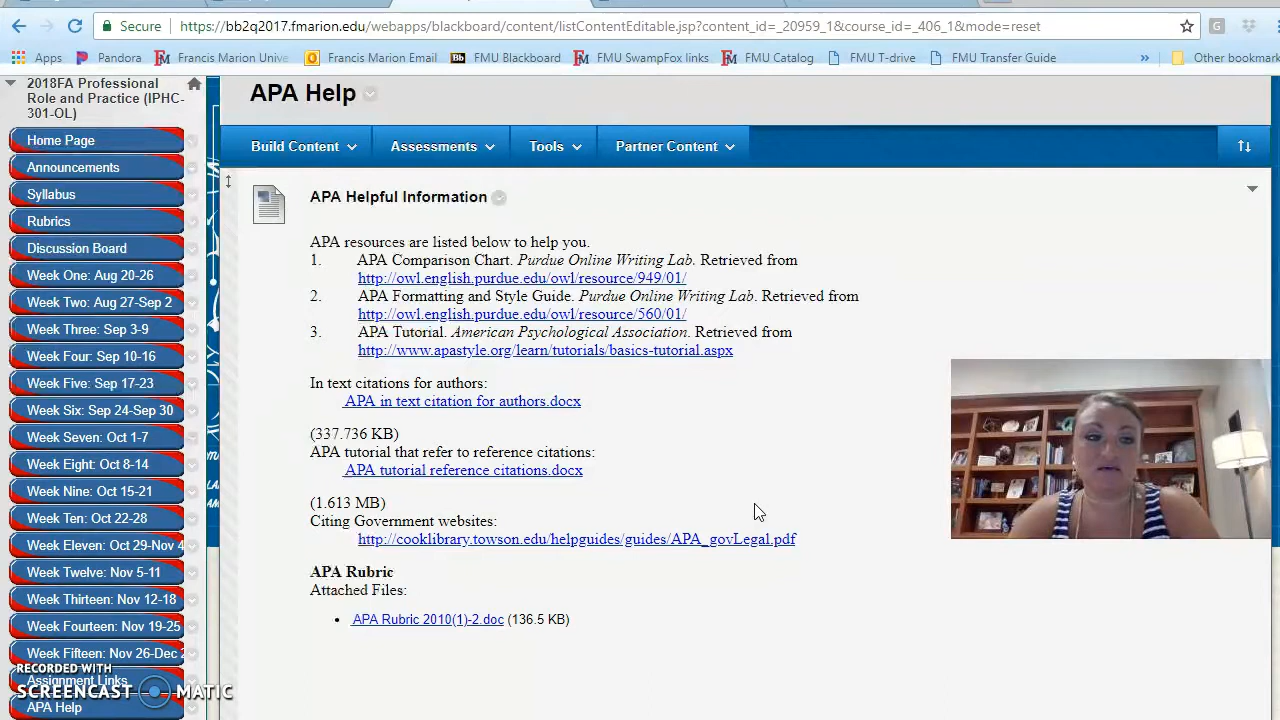 Secure
https://bb2q2017.fmarion.edu/webapps/blackboard/content/listContentEditable.jsp?content_id=_20959_1&course_id=_406_1&mode=reset
Apps
Pandora
Francis Marion Univers
Francis Marion Email
Bb
FMU Blackboard
FMU SwampFox links
FMU Catalog
FMU T-drive
FMU Transfer Guide
»
Other bookmark
2018FA Professional
Role and Practice (IPHC-
301-OL)
Home Page
Announcements
Syllabus
Rubrics
Discussion Board
Week One: Aug 20-26
Week Two: Aug 27-Sep 2
Week Three: Sep 3-9
Week Four: Sep 10-16
Week Five: Sep 17-23
Week Six: Sep 24-Sep 30
Week Seven: Oct 1-7
Week Eight: Oct 8-14
Week Nine: Oct 15-21
Week Ten: Oct 22-28
Week Eleven: Oct 29-Nov 4
Week Twelve: Nov 5-11
Week Thirteen: Nov 12-18
Week Fourteen: Nov 19-25
Week Fifteen: Nov 26-Dec 2
Assignment Links
APA Help
RECORDED WITH
SCREENCAST MATIC
APA Help
Build Content
Assessments
Tools
Partner Content
APA Helpful Information
APA resources are listed below to help you.
1. APA Comparison Chart. Purdue Online Writing Lab. Retrieved from
http://owl.english.purdue.edu/owl/resource/949/01/
2. APA Formatting and Style Guide. Purdue Online Writing Lab. Retrieved from
http://owl.english.purdue.edu/owl/resource/560/01/
3. APA Tutorial. American Psychological Association. Retrieved from
http://www.apastyle.org/learn/tutorials/basics-tutorial.aspx
In text citations for authors:
APA in text citation for authors.docx
(337.736 KB)
APA tutorial that refer to reference citations:
APA tutorial reference citations.docx
(1.613 MB)
Citing Government websites:
http://cooklibrary.towson.edu/helpguides/guides/APA_govLegal.pdf
APA Rubric
Attached Files:
• APA Rubric 2010(1)-2.doc (136.5 KB)